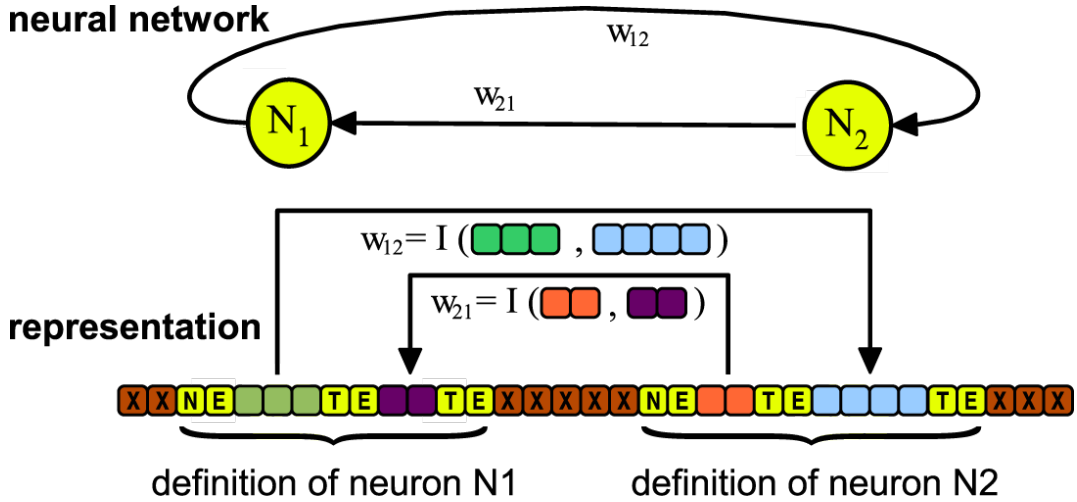 neural network
w12
w21
N1
N2
w12= I ( , )
w21= I ( , )
representation
X X N E T E T E X X X X X N E T E T E X X X
definition of neuron N1
definition of neuron N2